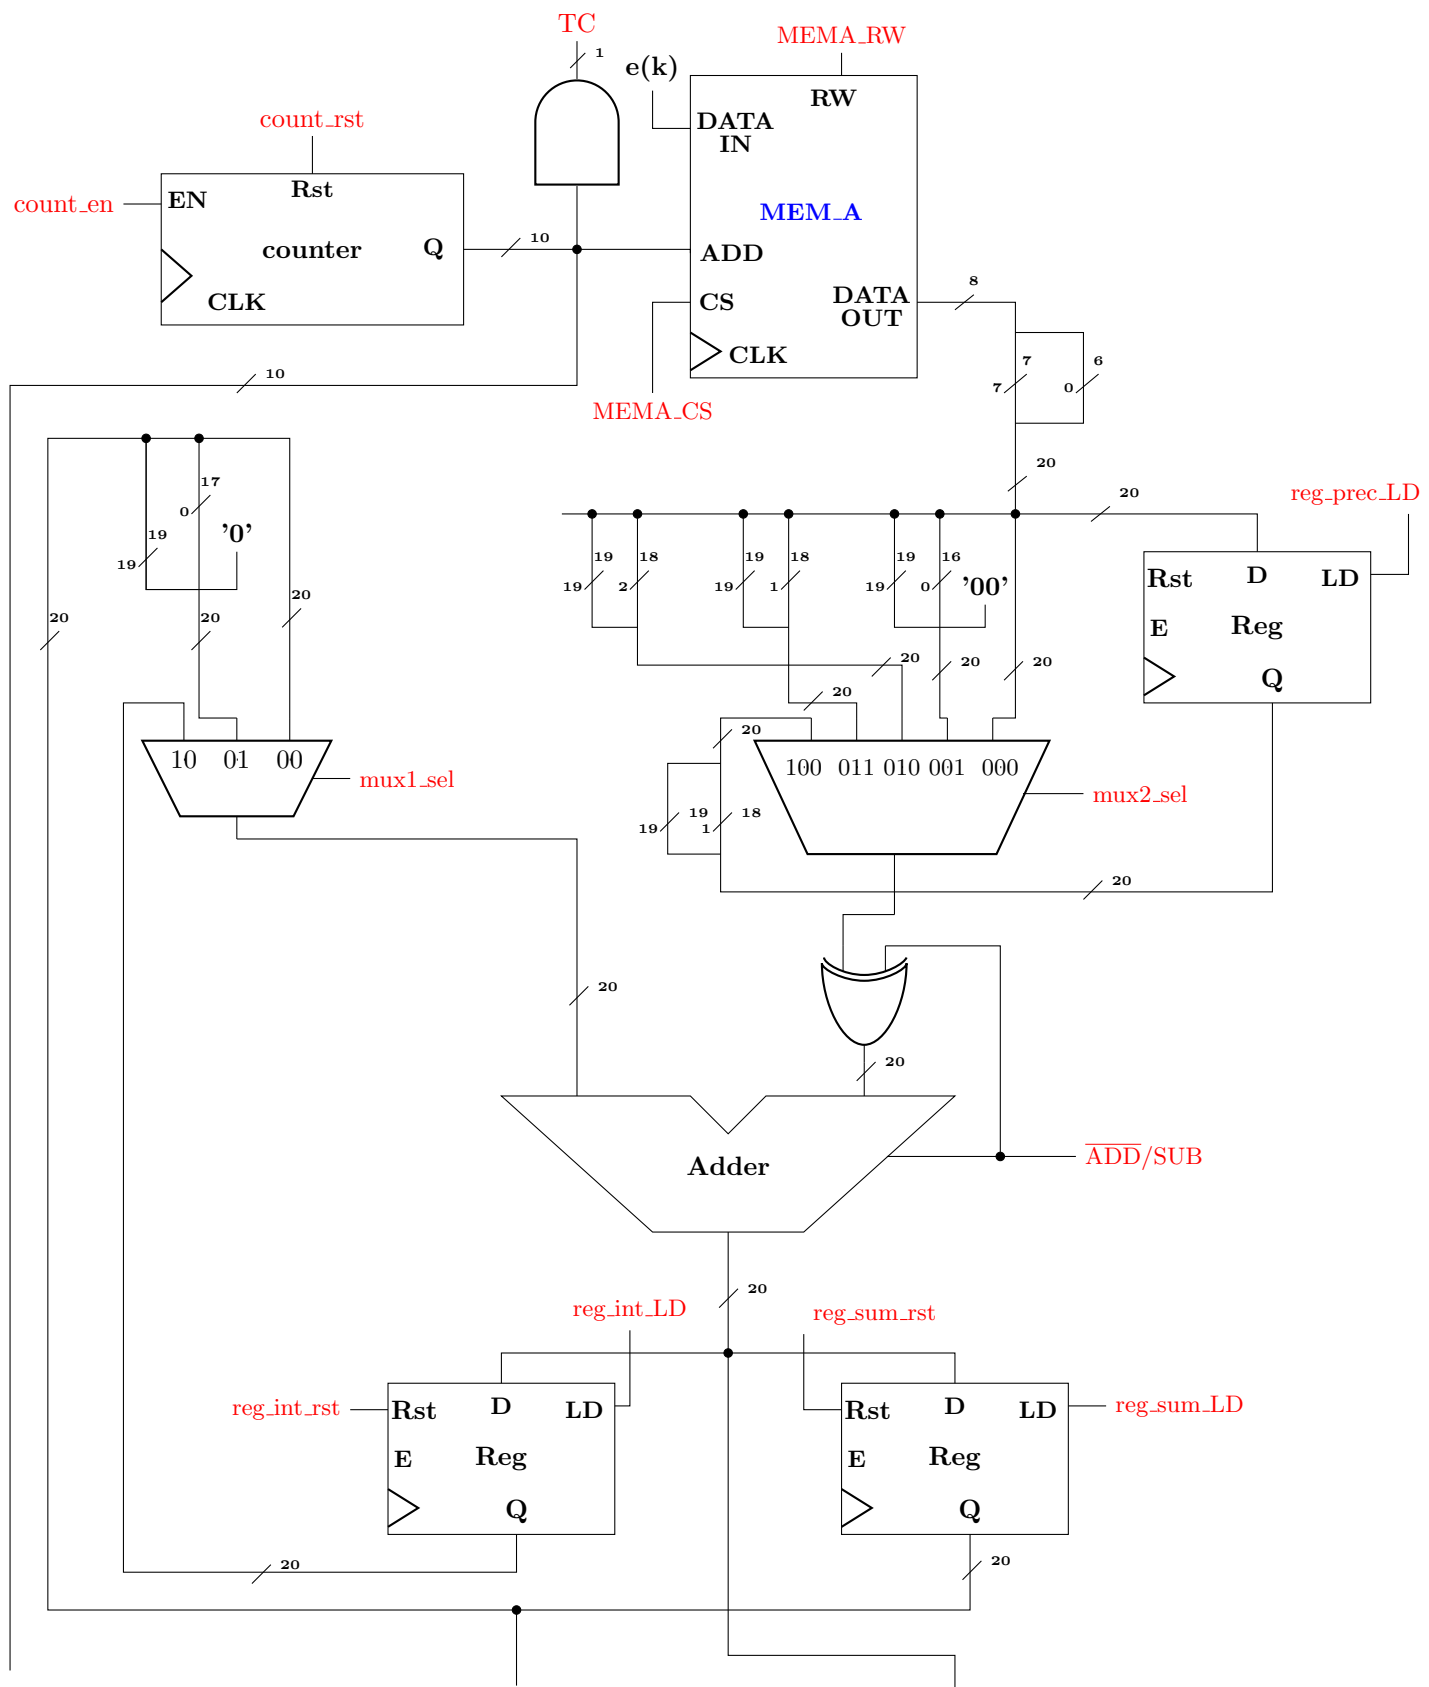 TC
1
e(k)
MEMA_RW
RW
DATA
IN
count_rst
Rst
count_en
EN
MEM_A
counter
Q
10
ADD
CLK
CS
DATA
OUT
8
CLK
10
7
7
6
0
MEMA_CS
20
17
0
'0'
19
19
20
reg_prec_LD
19
19
18
2
19
19
18
1
19
19
16
0
'00'
Rst
D
LD
E
Reg
Q
20
20
20
20
20
20
20
10
01
00
mux1_sel
20
100
011
010
001
000
mux2_sel
19
19
18
1
20
20
20
ADD/SUB
Adder
20
reg_int_LD
reg_sum_rst
reg_int_rst
Rst
D
LD
E
Reg
Q
Rst
D
LD
reg_sum_LD
E
Reg
Q
20
20